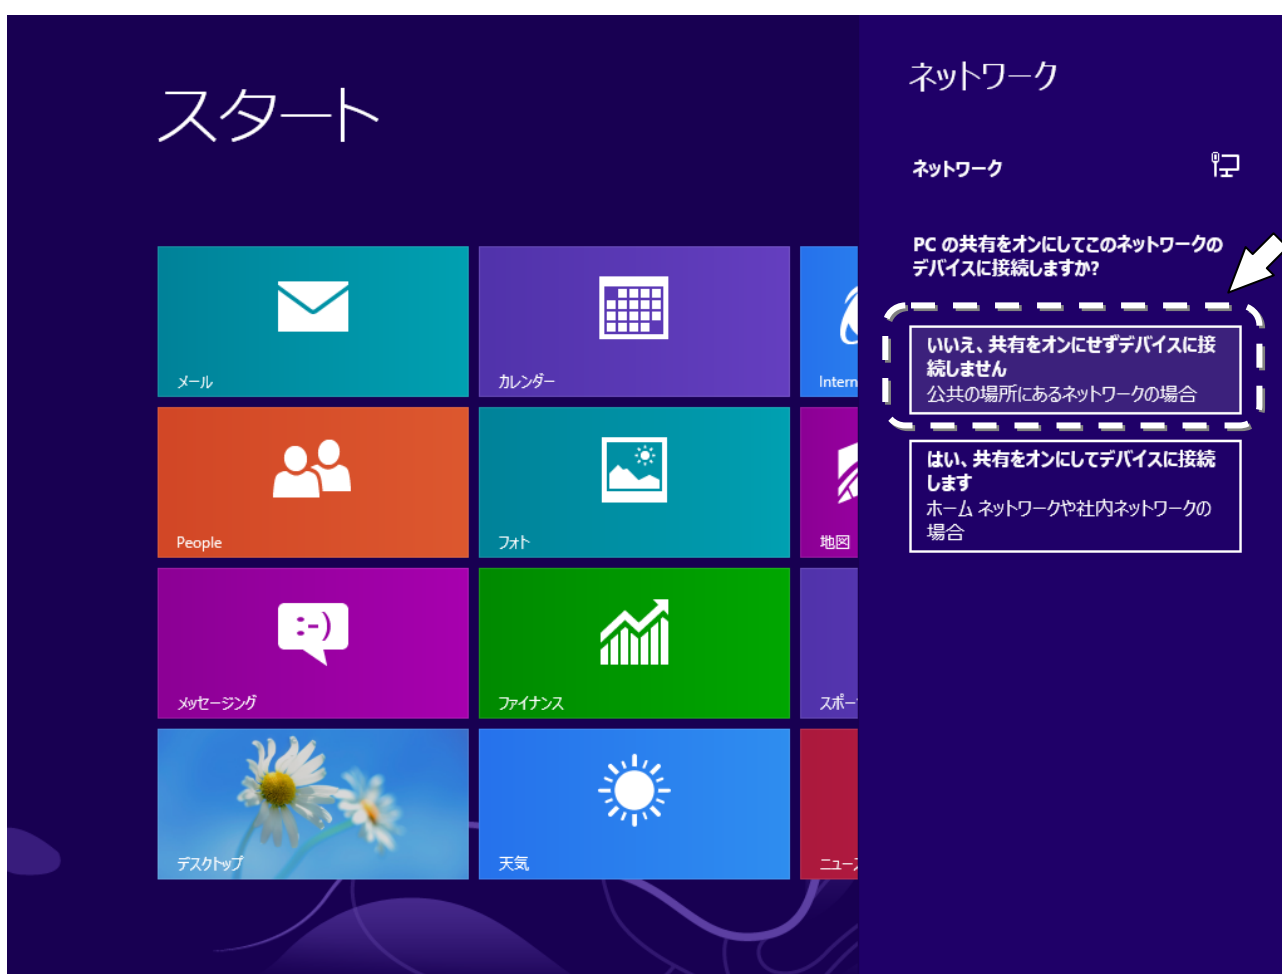 スタート
メール
カレンダー
Intern
People
フォト
地図
:-)
メッセージング
ファイナンス
スポー
デスクトップ
天気
ニュース
ネットワーク
ネットワーク
PC の共有をオンにしてこのネットワークの
デバイスに接続しますか?
いいえ、共有をオンにせずデバイスに接
続しません
公共の場所にあるネットワークの場合
はい、共有をオンにしてデバイスに接続
します
ホーム ネットワークや社内ネットワークの
場合